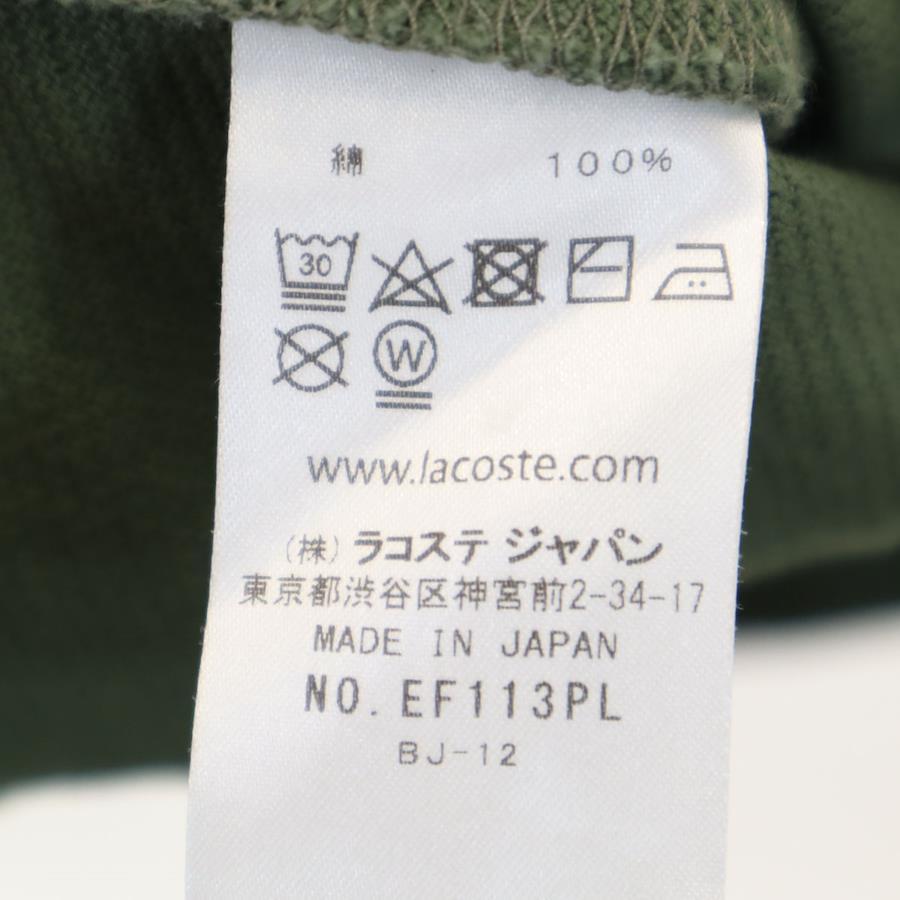 綿 100%
30
W
www.lacoste.com
(株) ラコステ ジャパン
東京都渋谷区神宮前2-34-17
MADE IN JAPAN
NO. EF113PL
BJ-12